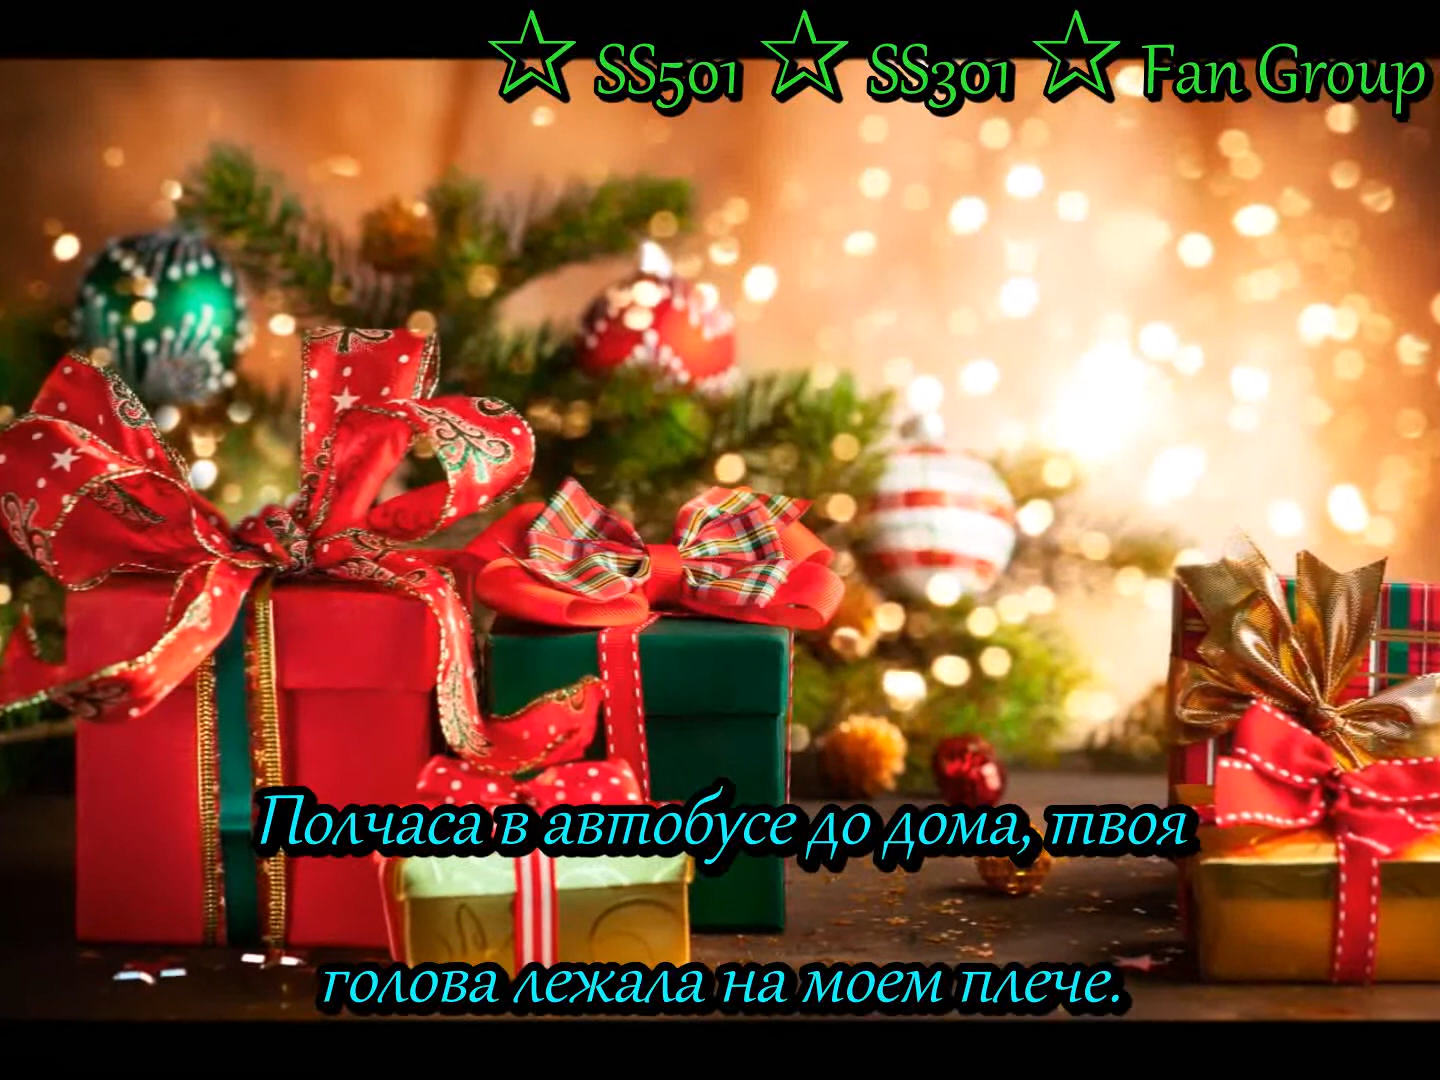 ☆ SS501 ☆ SS301 ☆ Fan Group
Полчаса в автобусе до дома, твоя
голова лежала на моем плече.